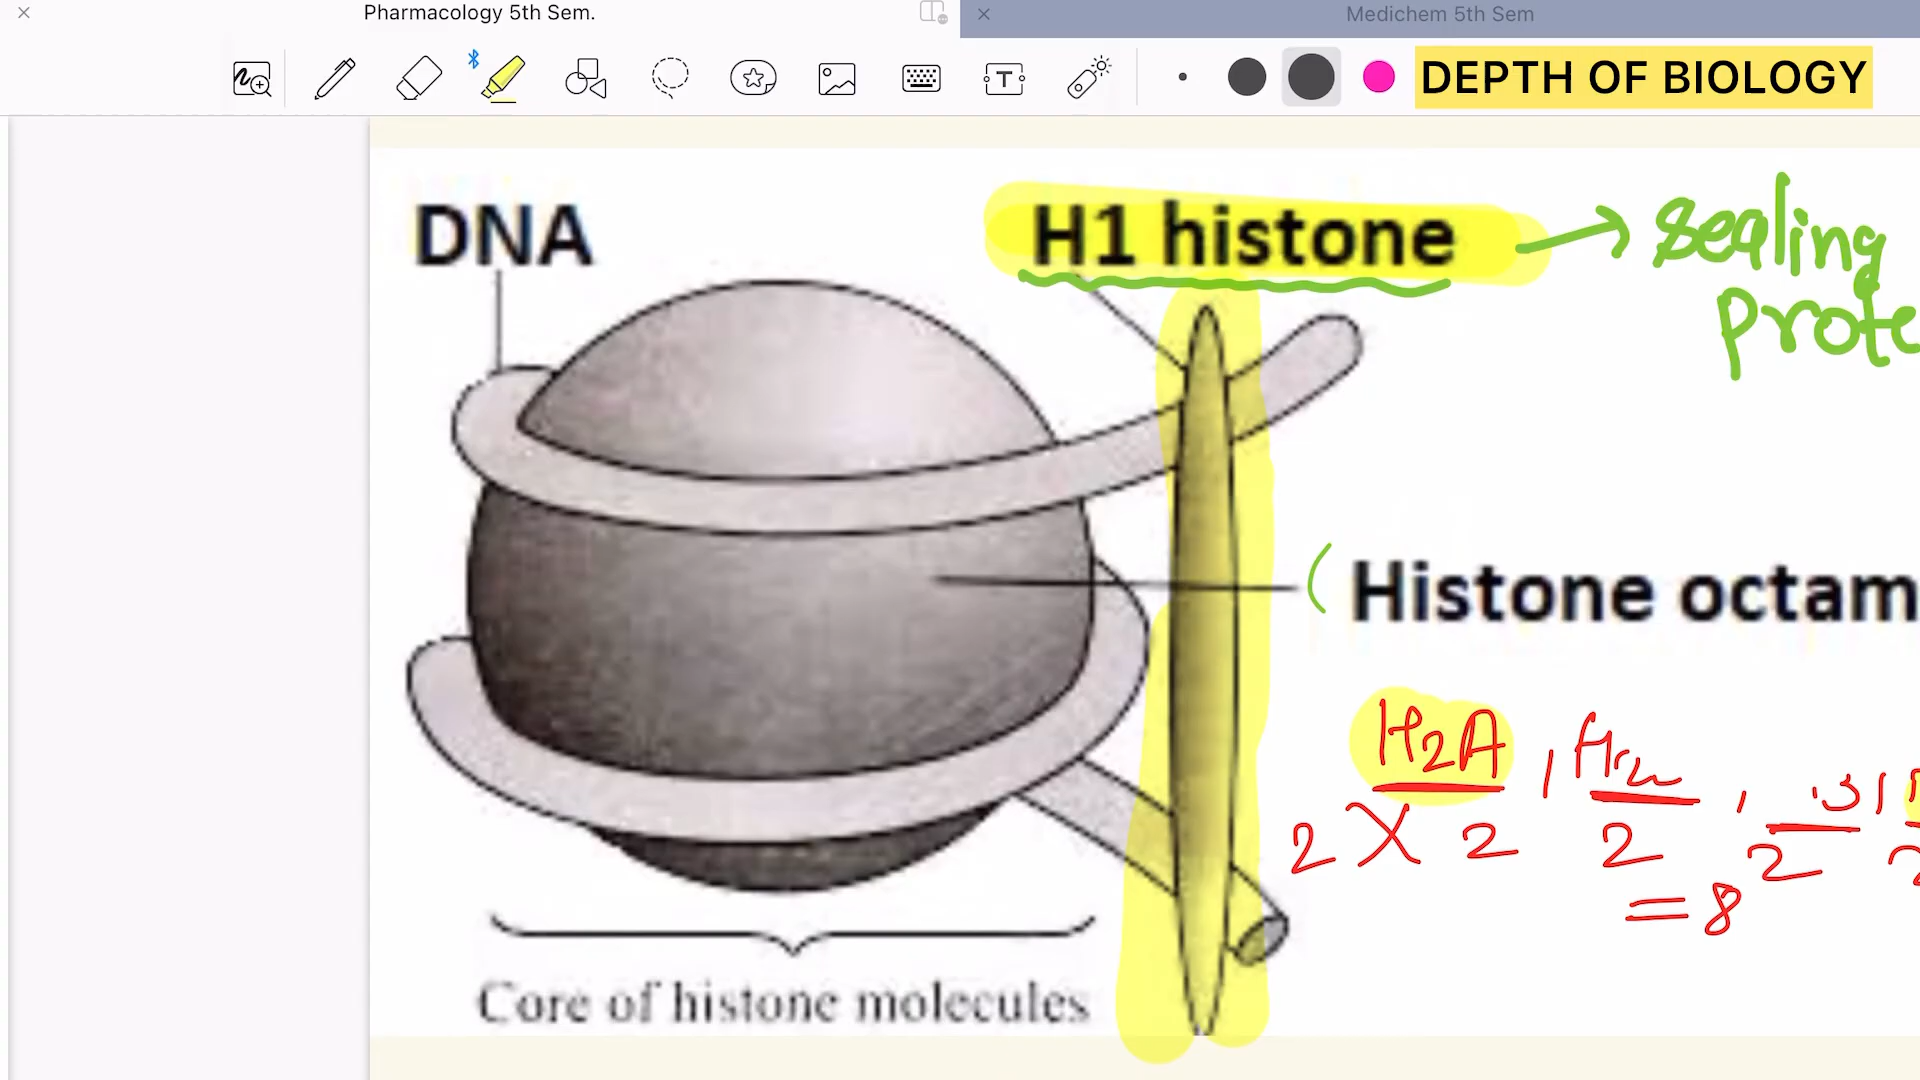 Pharmacology 5th Sem.
Medichem 5th Sem
DEPTH OF BIOLOGY
DNA
H1 histone → sealing
prote
( Histone octam
H2A ,
2 X 2 2 2
= 8
Core of histone molecules